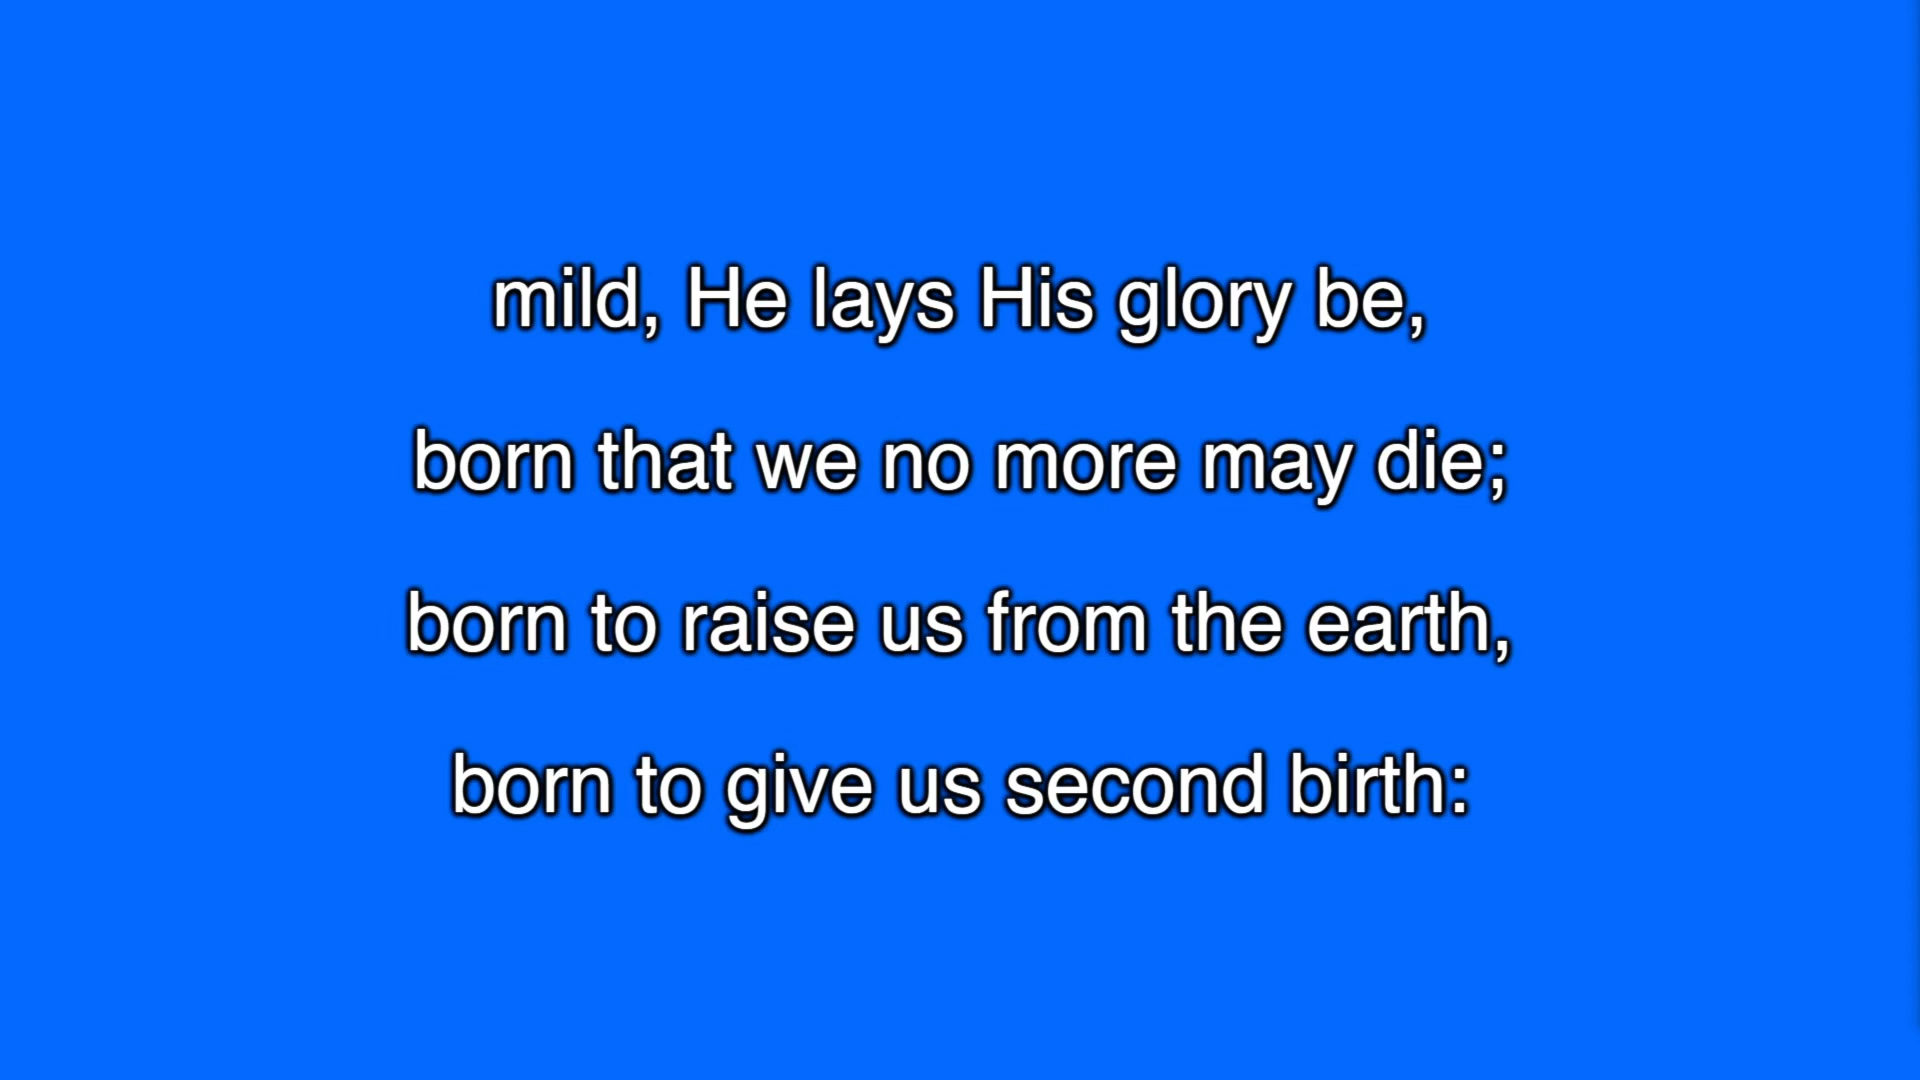 mild, He lays His glory be,
born that we no more may die;
born to raise us from the earth,
born to give us second birth: